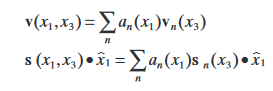 v(x₁,x₃)=∑ₙ aₙ(x₁)vₙ(x₃)
s (x₁,x₃)•x̂₁ =∑ₙ aₙ(x₁)s ₙ(x₃)•x̂₁